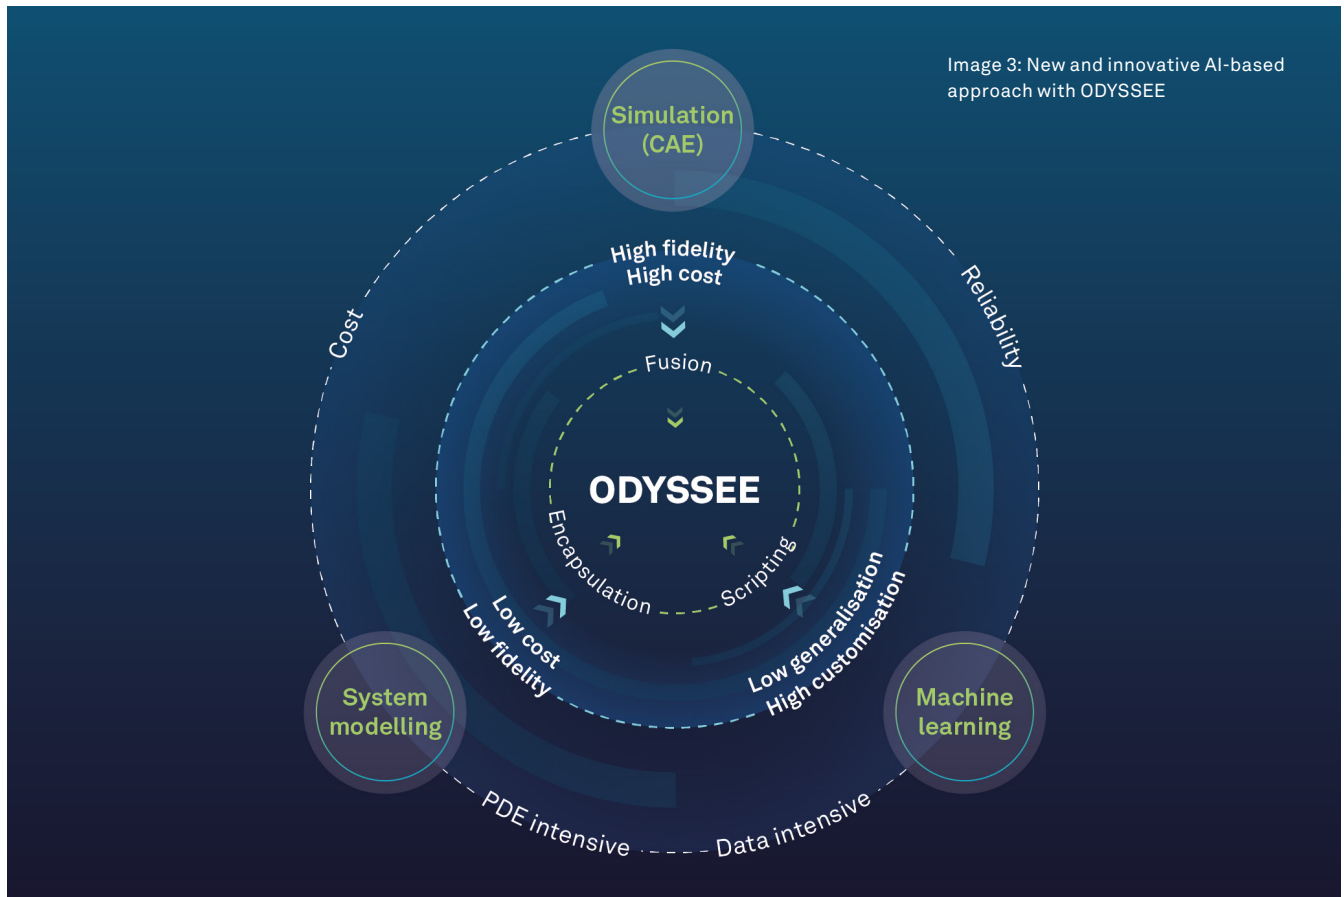 Image 3: New and innovative AI-based
approach with ODYSSEE
Simulation
(CAE)
High fidelity
High cost
Cost
Reliability
Fusion
ODYSSEE
Encapsulation
Scripting
Low cost
Low fidelity
Low generalisation
High customisation
System
modelling
Machine
learning
PDE intensive
Data intensive